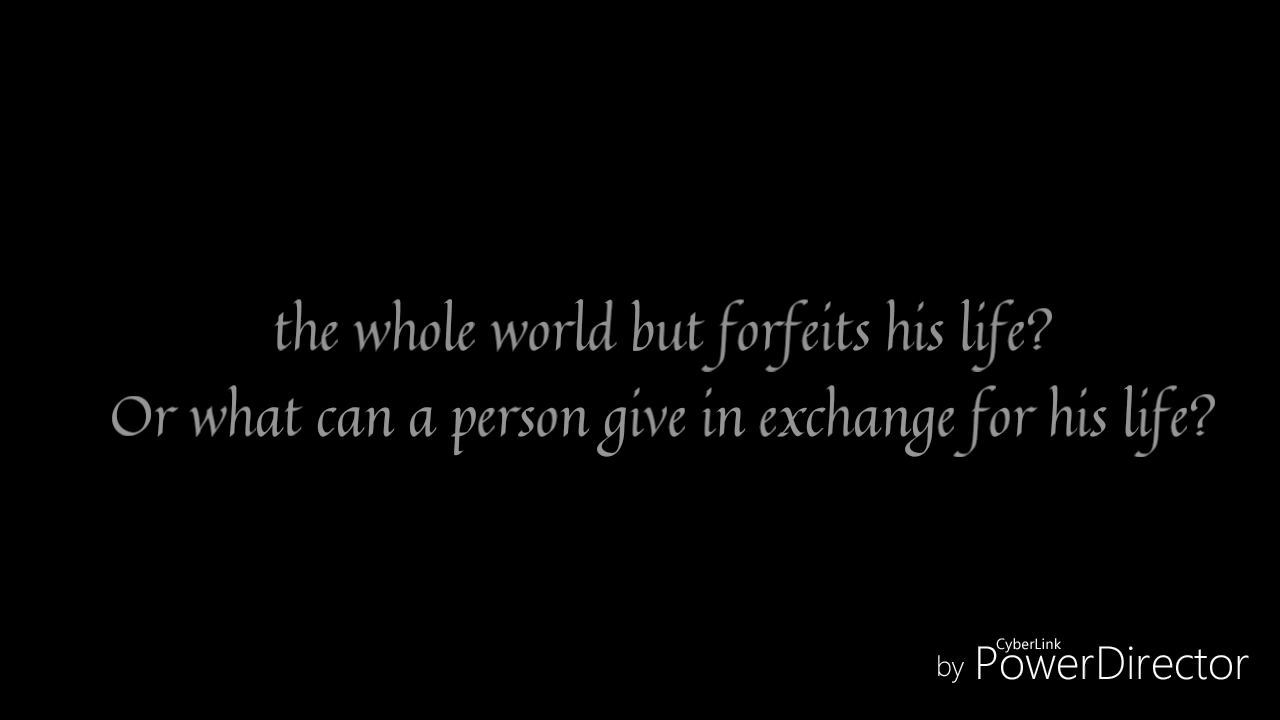 the whole world but forfeits his life?
Or what can a person give in exchange for his life?
CyberLink
by PowerDirector